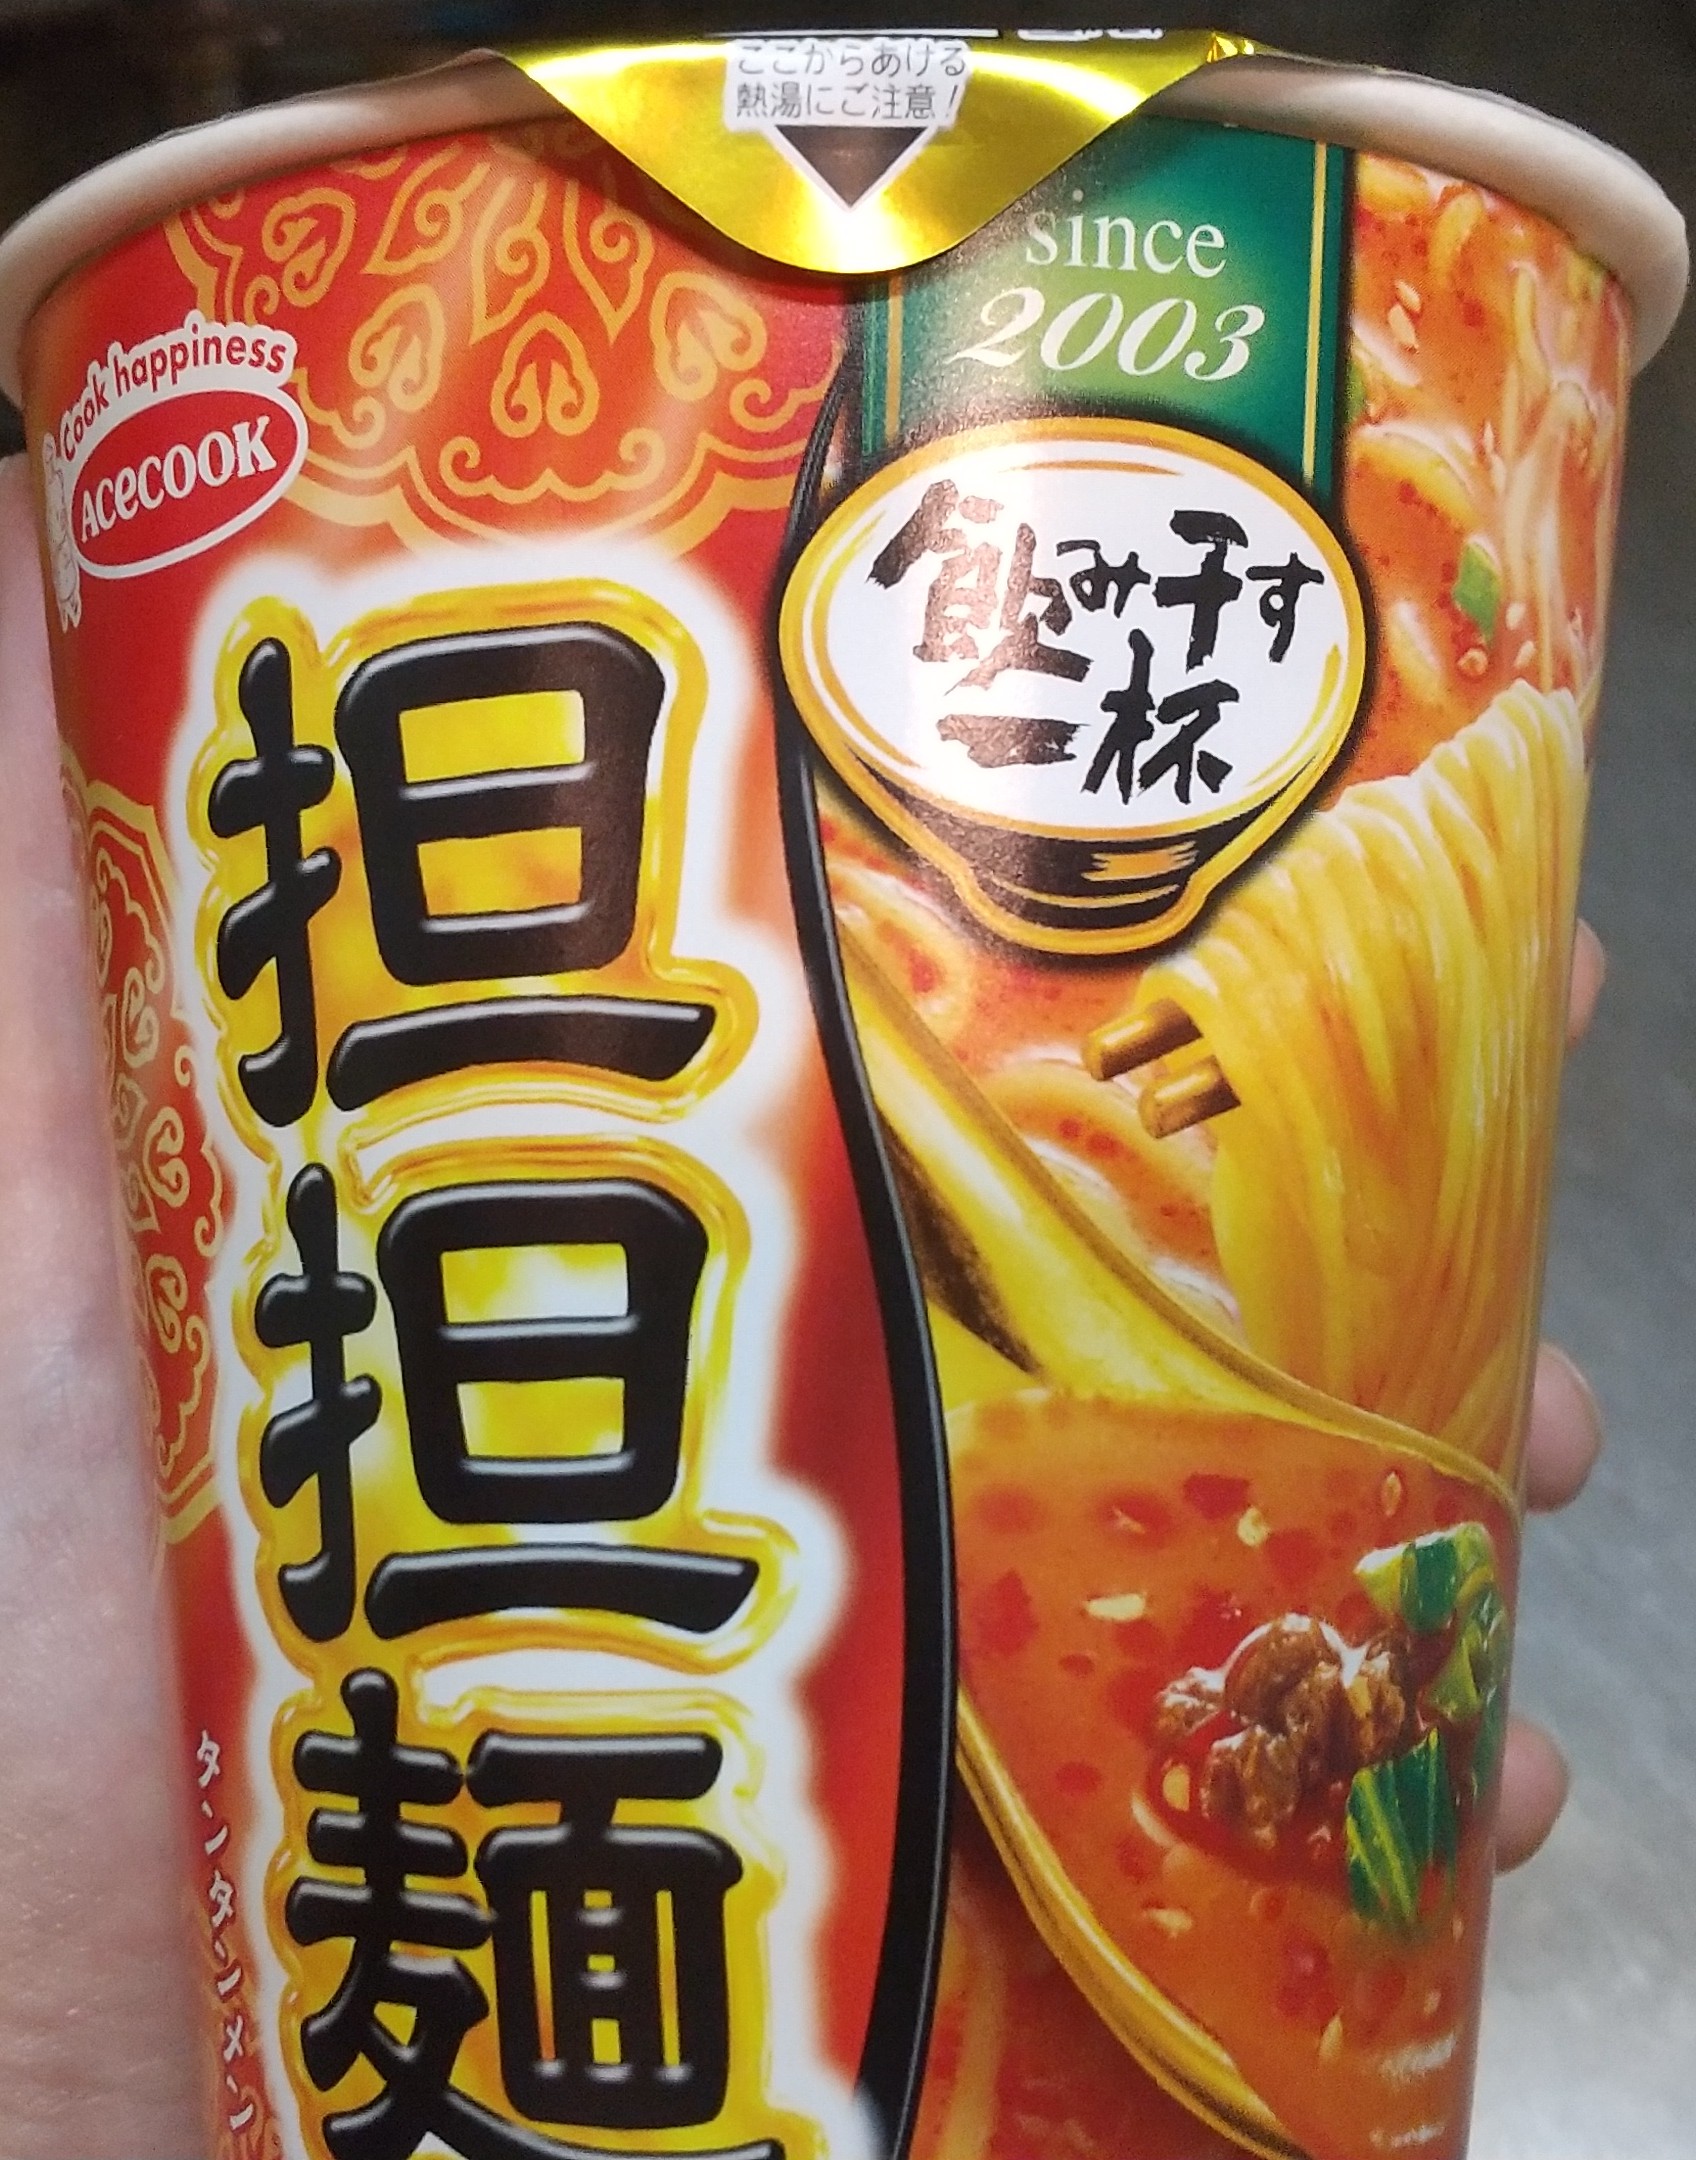 ここからあける
熱湯にご注意!
since
2003
Cook happiness
Acecook
飲み干す
一杯
担担麺
タンタンメン